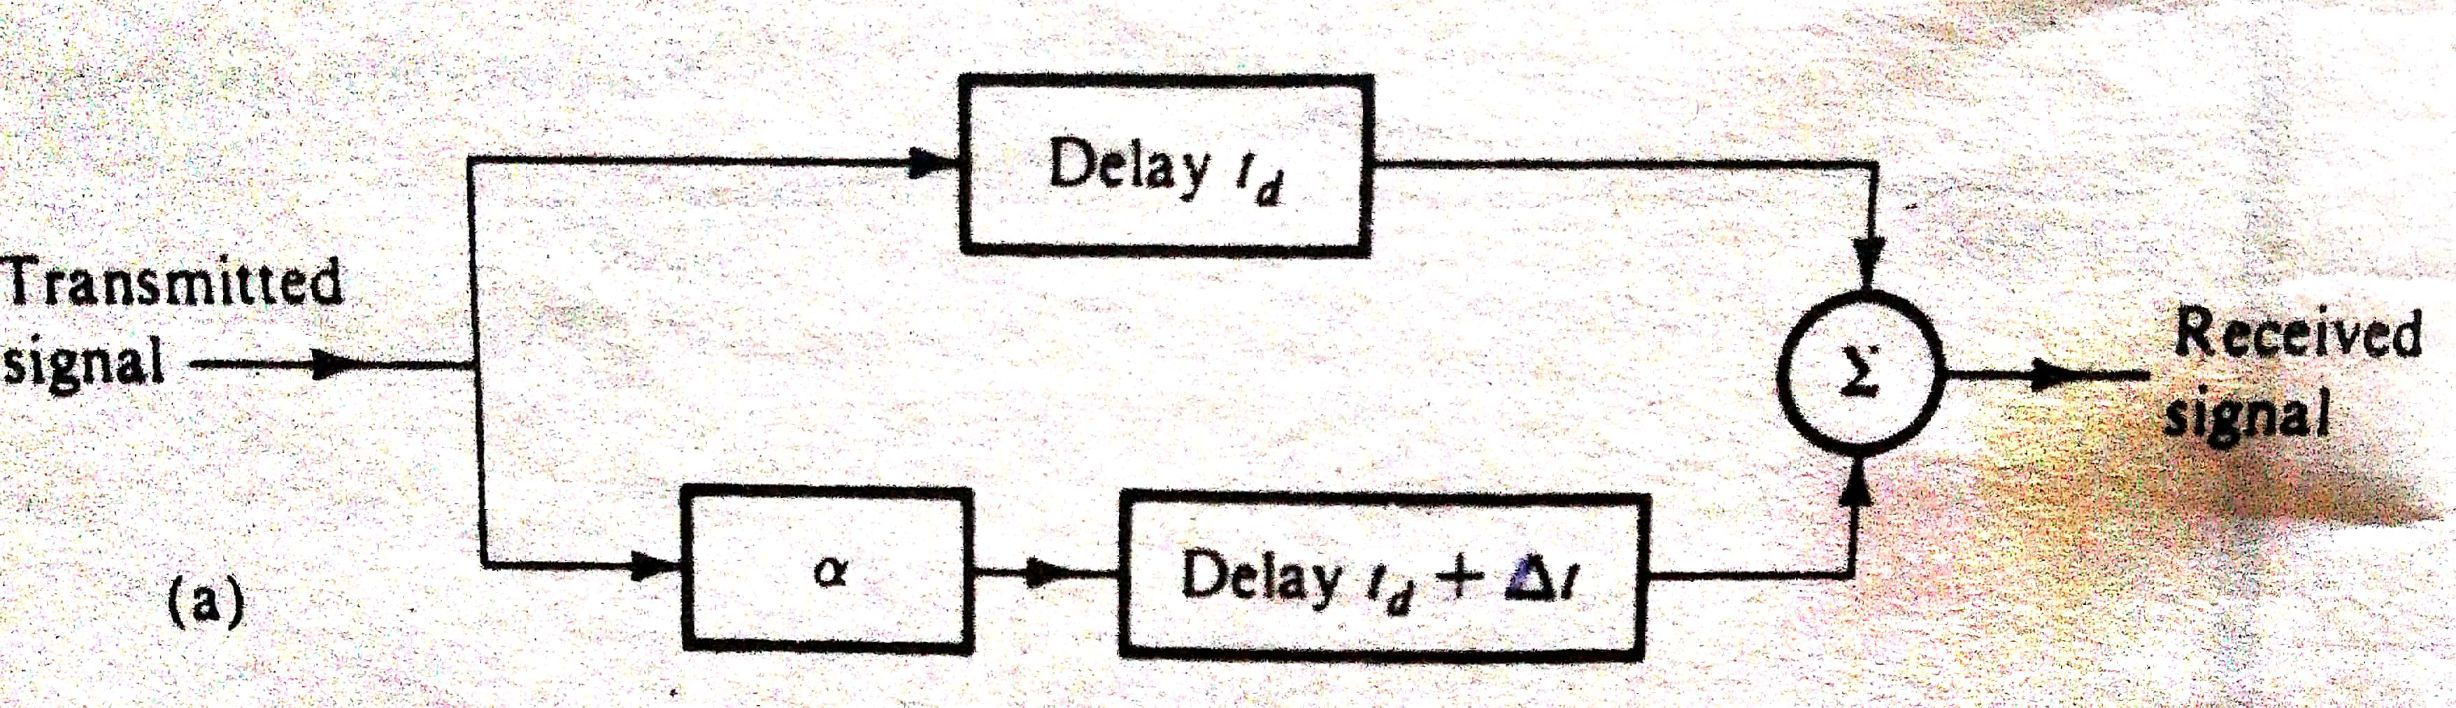 Delay t_d
Transmitted
signal
Σ
Received
signal
α
Delay t_d + Δt
(a)